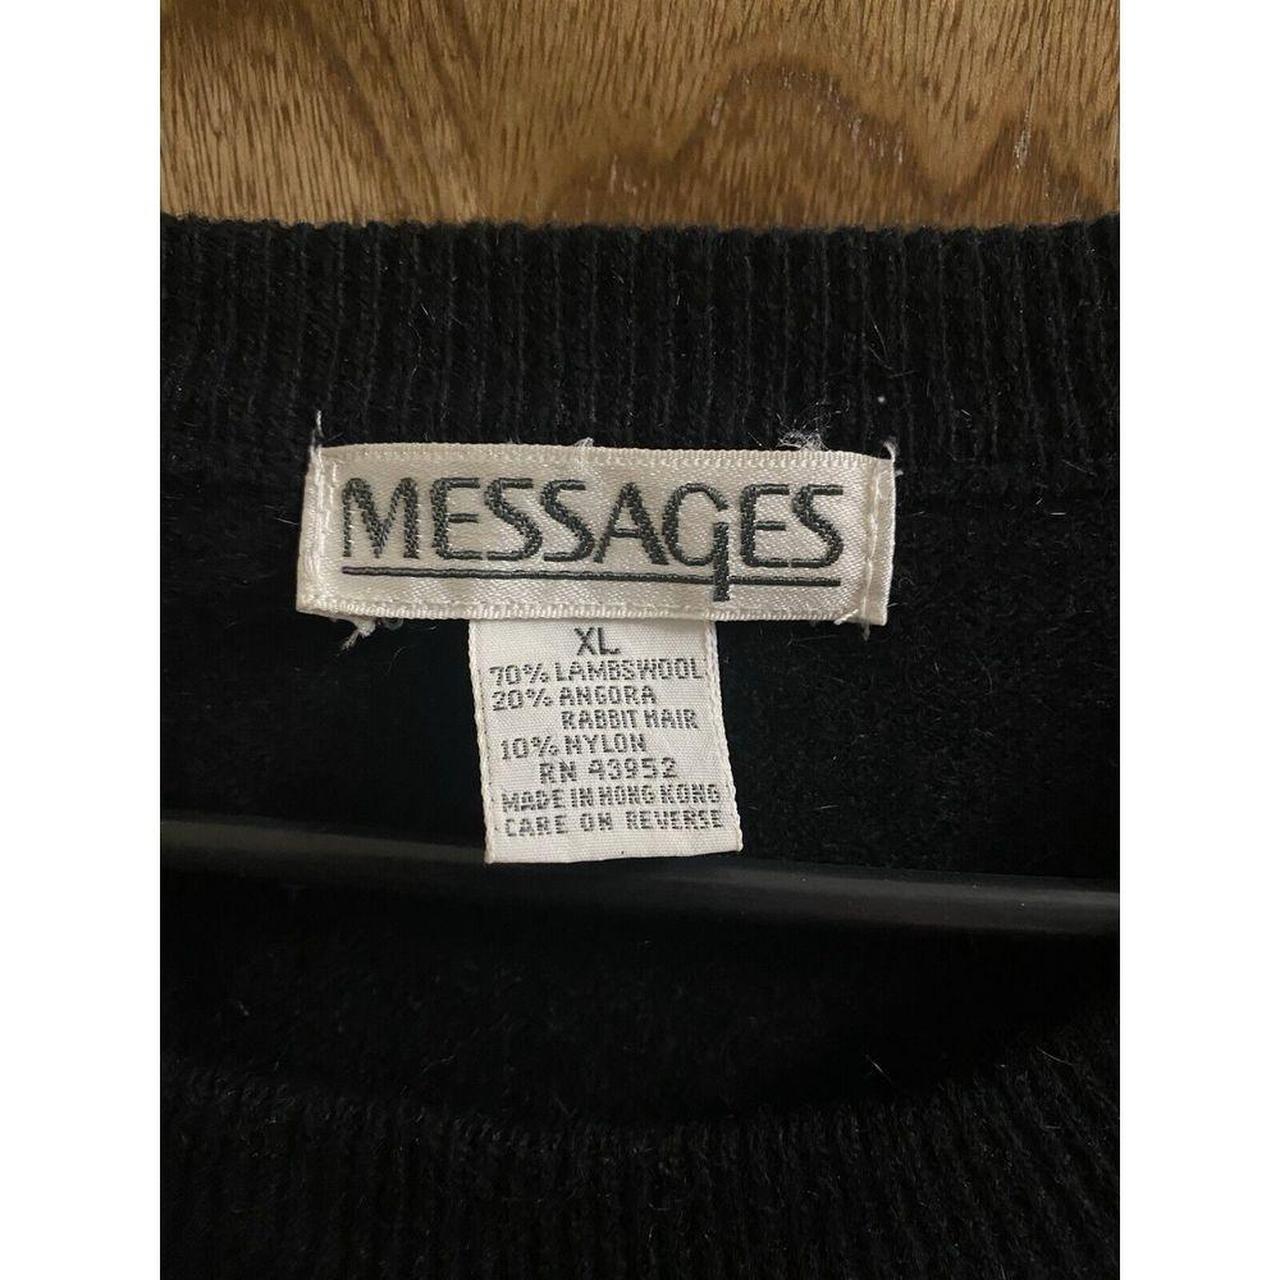 MESSAGES
XL
70% LAMBSWOOL
20% ANGORA
RABBIT HAIR
10% NYLON
RN 43952
MADE IN HONG KONG
CARE ON REVERSE